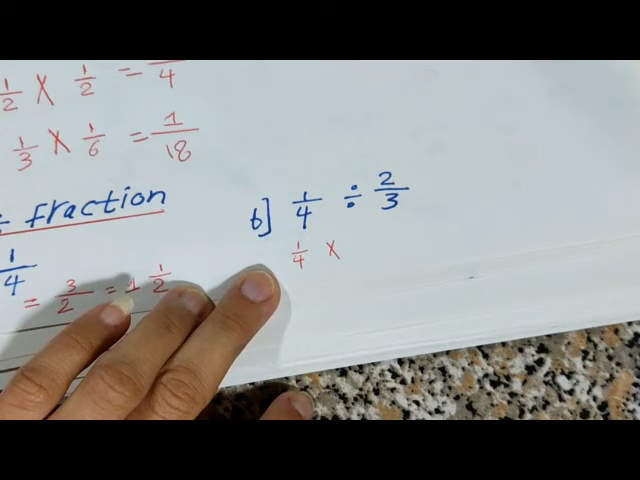 1/2 X 1/2 = /4
1/3 X 1/6 = 1/18
fraction
b] 1/4 ÷ 2/3
1/4
1/4 X
= 3/2 = 1 1/2